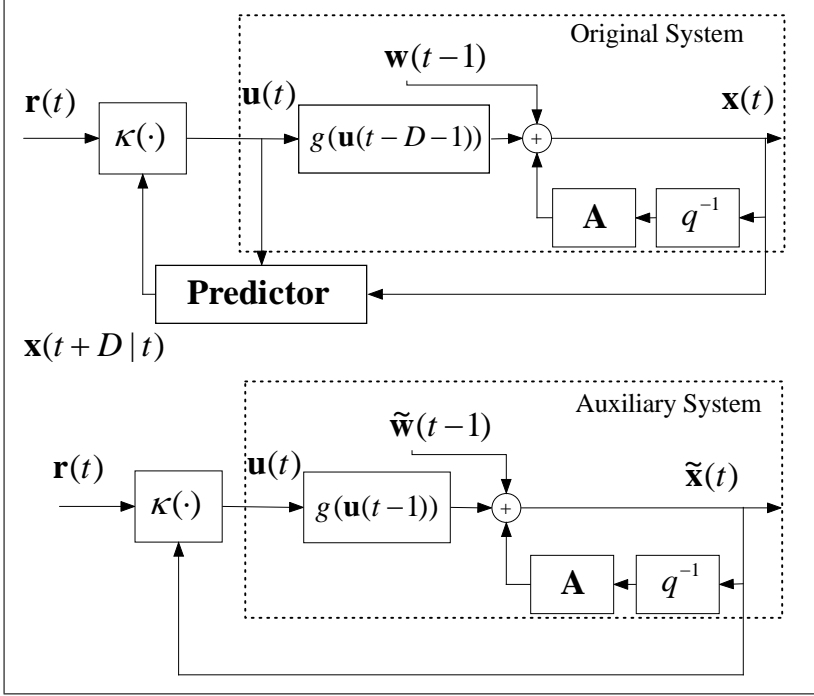 Original System
w(t−1)
r(t)
u(t)
x(t)
κ(·)
g(u(t−D−1))
+
A
q⁻¹
Predictor
x(t+D|t)
Auxiliary System
w̃(t−1)
r(t)
u(t)
x̃(t)
κ(·)
g(u(t−1))
+
A
q⁻¹